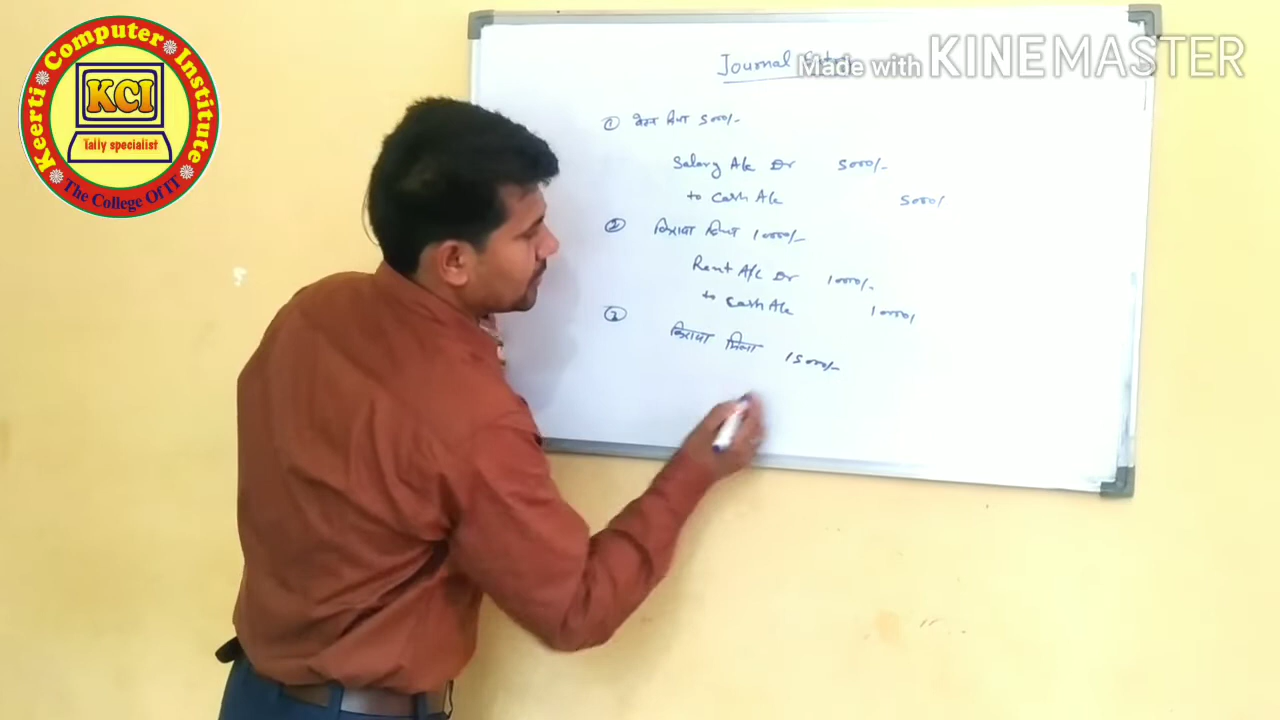 Keerti Computer Institute
KCI
Tally specialist
The College Of IT
Made with KINEMASTER
Journal
① वेतन दिया 5000/-
Salary A/c Dr 5000/-
to Cash A/c 5000/
② किराया दिया 10000/-
Rent A/c Dr 10000/-
to Cash A/c 10000/
③ किराया मिला 15000/-